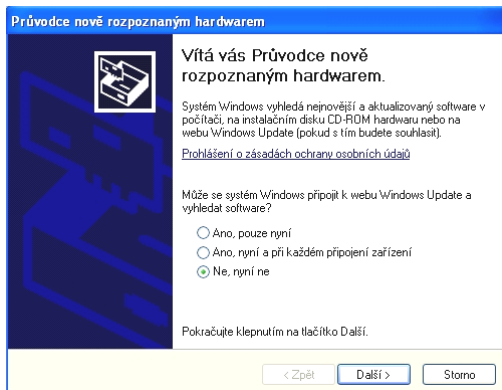 Průvodce nově rozpoznaným hardwarem
Vítá vás Průvodce nově
rozpoznaným hardwarem.
Systém Windows vyhledá nejnovější a aktualizovaný software v
počítači, na instalačním disku CD-ROM hardwaru nebo na
webu Windows Update (pokud s tím budete souhlasit).
Prohlášení o zásadách ochrany osobních údajů
Může se systém Windows připojit k webu Windows Update a
vyhledat software?
Ano, pouze nyní
Ano, nyní a při každém připojení zařízení
Ne, nyní ne
Pokračujte klepnutím na tlačítko Další.
< Zpět
Další >
Storno